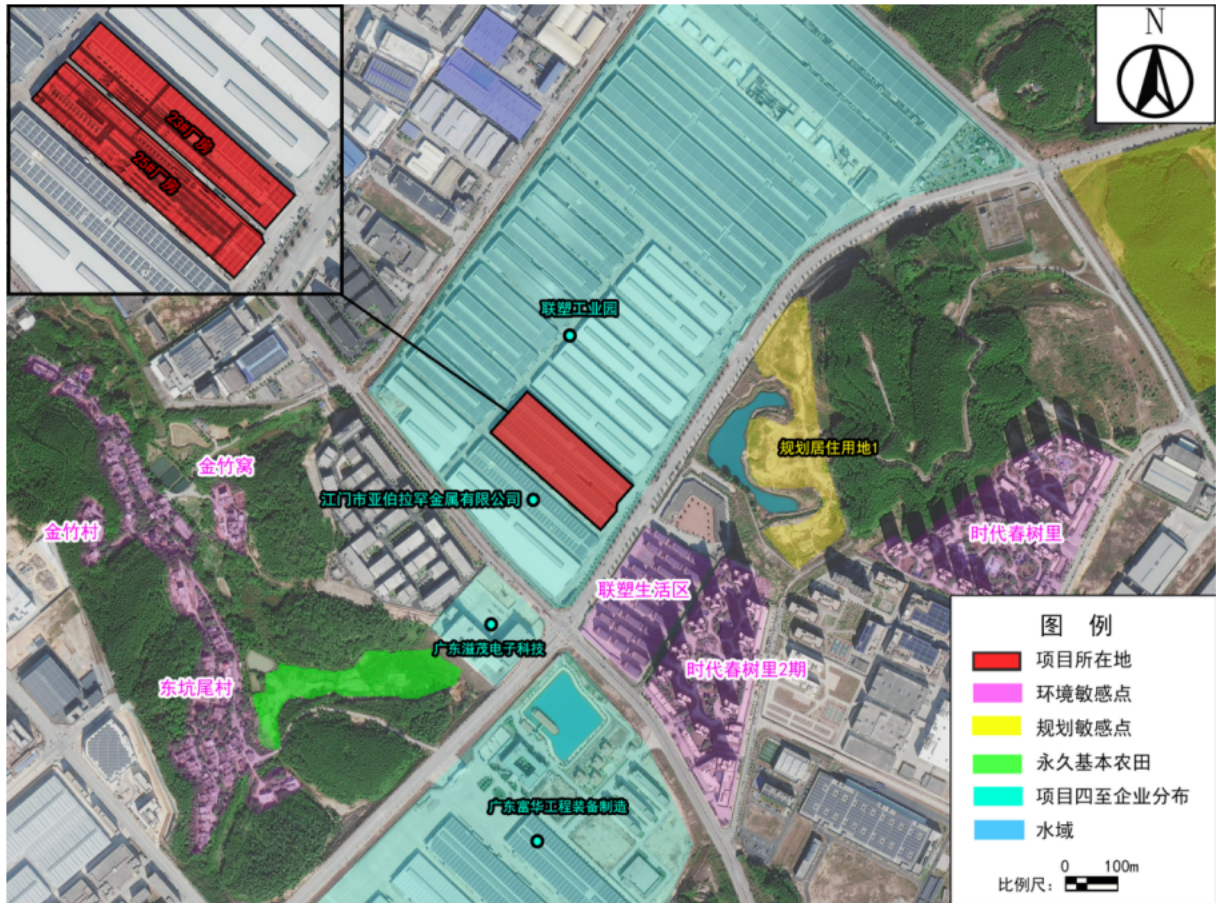 N
23#厂房
25#厂房
联塑工业园
规划居住用地1
金竹窝
江门市亚伯拉罕金属有限公司
金竹村
时代春树里
联塑生活区
广东滋茂电子科技
时代春树里2期
东坑尾村
广东富华工程装备制造
图 例
项目所在地
环境敏感点
规划敏感点
永久基本农田
项目四至企业分布
水域
0 100m
比例尺: